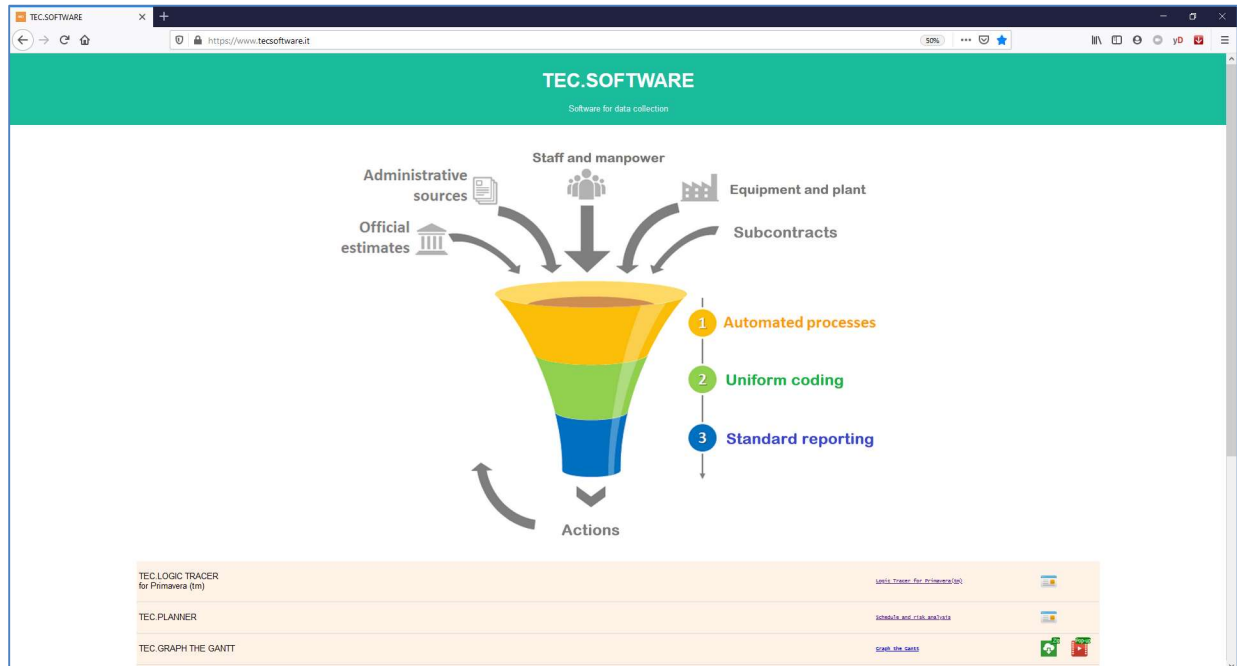 TEC.SOFTWARE
https://www.tecsoftware.it
50%
yD
TEC.SOFTWARE
Software for data collection
Staff and manpower
Administrative
sources
Equipment and plant
Official
estimates
Subcontracts
1 Automated processes
2 Uniform coding
3 Standard reporting
Actions
TEC.LOGIC TRACER
for Primavera (tm)
Logic Tracer for Primavera(tm)
TEC.PLANNER
Schedule and risk analysis
TEC.GRAPH THE GANTT
Graph the Gantt